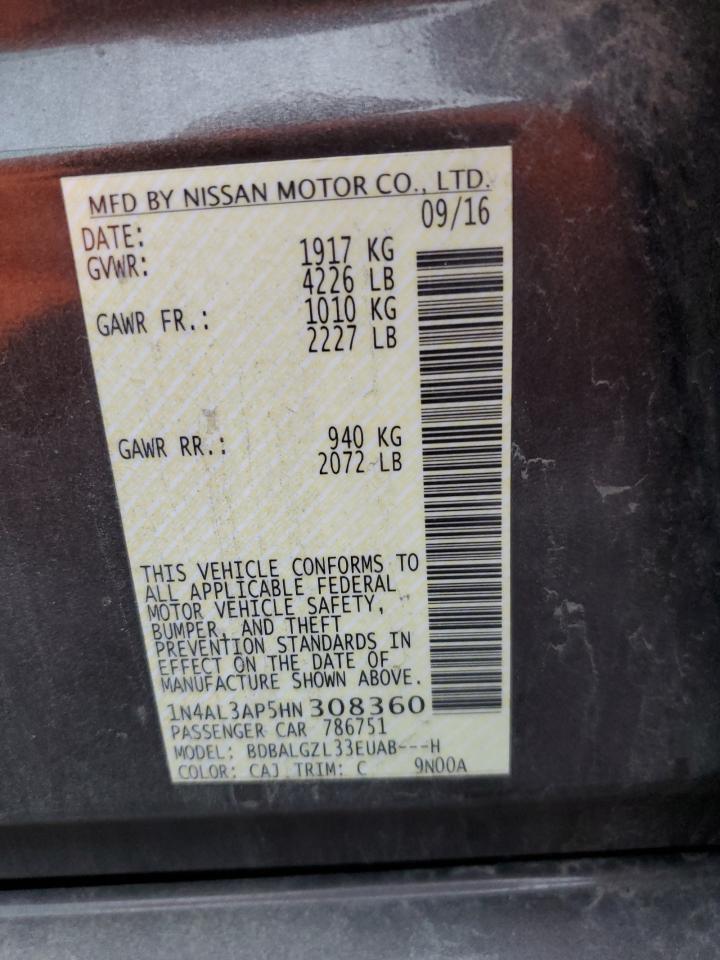 MFD BY NISSAN MOTOR CO., LTD.
DATE: 09/16
GVWR: 1917 KG
4226 LB
GAWR FR.: 1010 KG
2227 LB
GAWR RR.: 940 KG
2072 LB
THIS VEHICLE CONFORMS TO
ALL APPLICABLE FEDERAL
MOTOR VEHICLE SAFETY,
BUMPER, AND THEFT
PREVENTION STANDARDS IN
EFFECT ON THE DATE OF
MANUFACTURE SHOWN ABOVE.
1N4AL3AP5HN308360
PASSENGER CAR 786751
MODEL: BDBALGZL33EUAB---H
COLOR: CAJ TRIM: C 9N00A